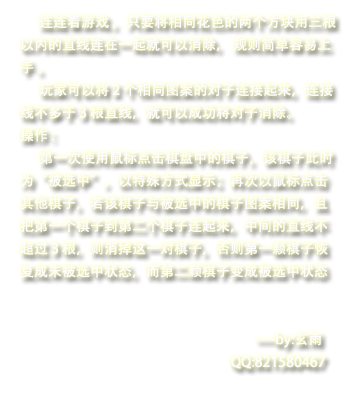 连连看游戏，只要将相同花色的两个方块用三根
以内的直线连在一起就可以消除，规则简单容易上
手。
玩家可以将 2 个相同图案的对子连接起来，连接
线不多于 3 根直线，就可以成功将对子消除。
操作：
第一次使用鼠标点击棋盘中的棋子，该棋子此时
为“被选中”，以特殊方式显示；再次以鼠标点击
其他棋子，若该棋子与被选中的棋子图案相同，且
把第一个棋子到第二个棋子连起来，中间的直线不
超过 3 根，则消掉这一对棋子，否则第一颗棋子恢
复成未被选中状态，而第二颗棋子变成被选中状态
—by:玄雨
QQ:821580467